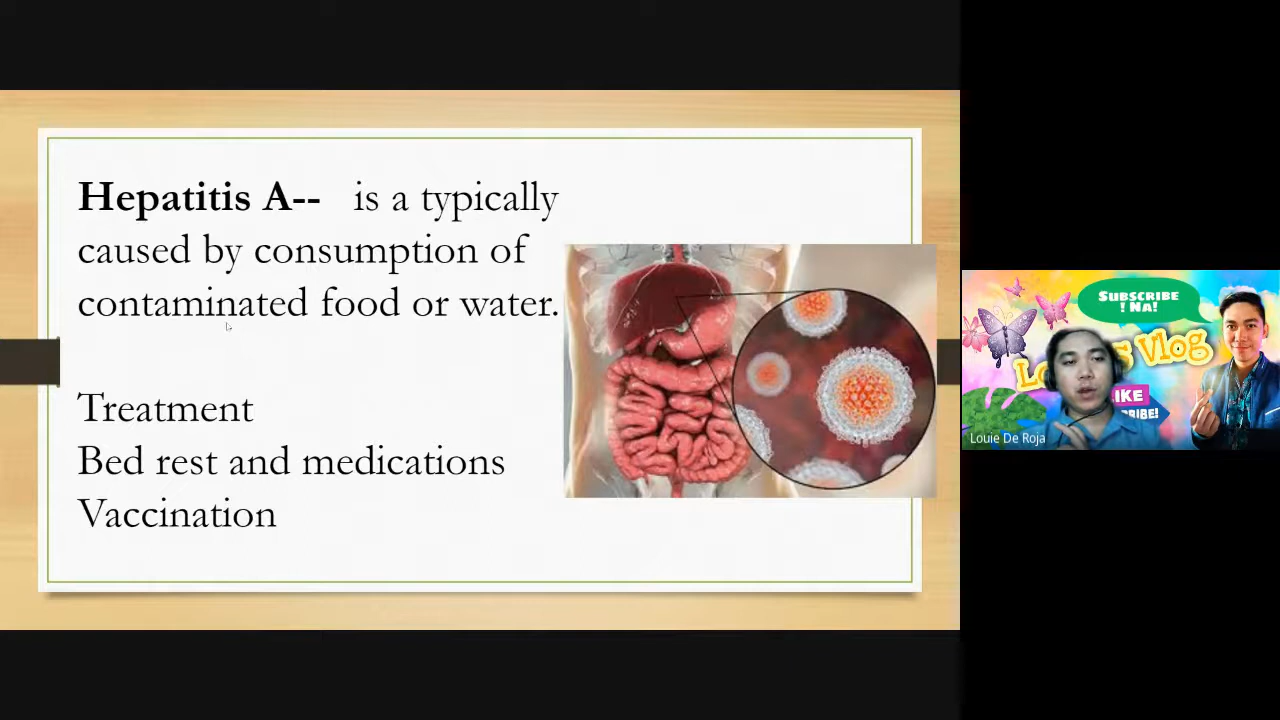 Hepatitis A-- is a typically
caused by consumption of
contaminated food or water.
Treatment
Bed rest and medications
Vaccination
SUBSCRIBE
! NA!
Vlog
Louie De Roja